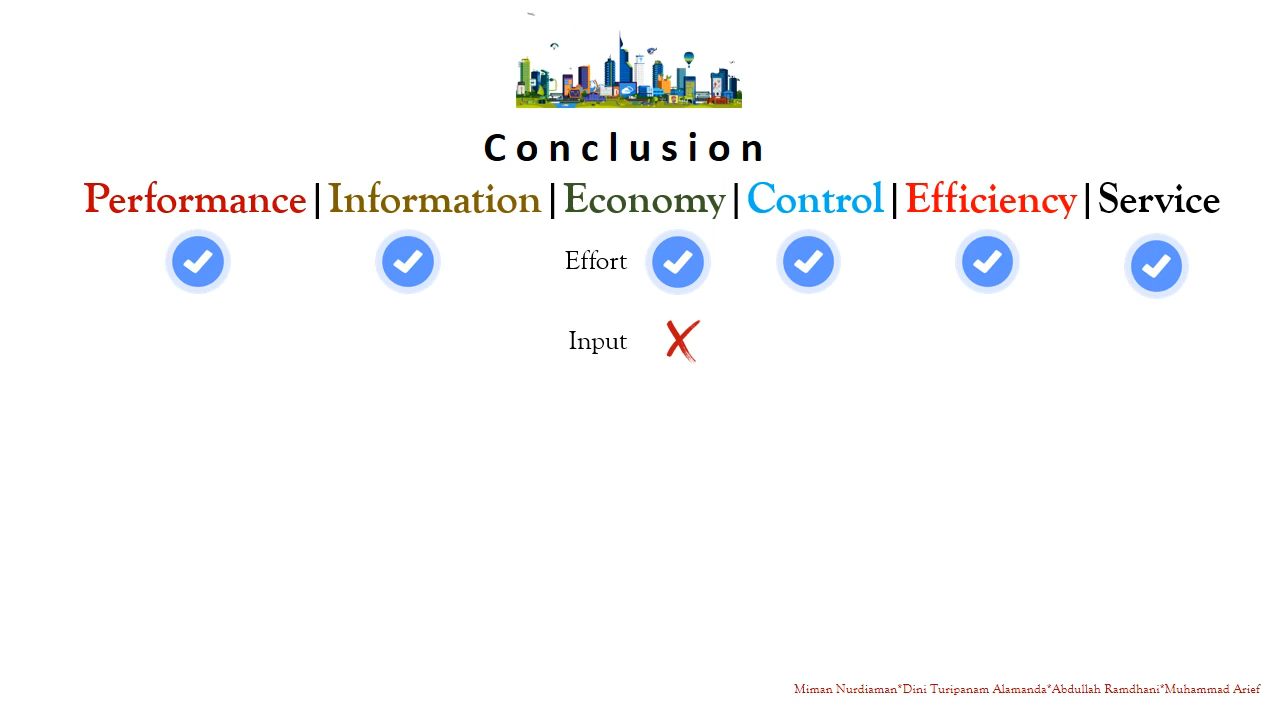 Conclusion
Performance|Information|Economy|Control|Efficiency|Service
Effort
Input
Miman Nurdiaman*Dini Turipanam Alamanda*Abdullah Ramdhani*Muhammad Arief